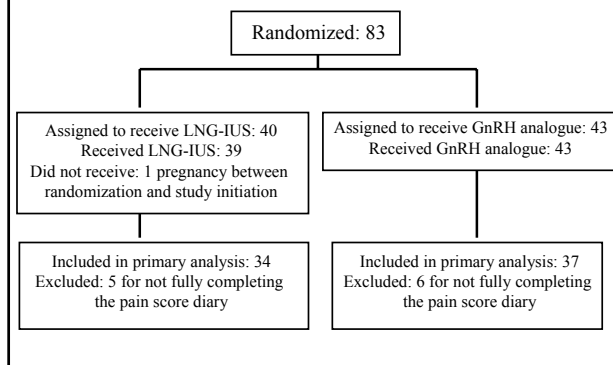 Randomized: 83
Assigned to receive LNG-IUS: 40
Received LNG-IUS: 39
Did not receive: 1 pregnancy between
randomization and study initiation
Assigned to receive GnRH analogue: 43
Received GnRH analogue: 43
Included in primary analysis: 34
Excluded: 5 for not fully completing
the pain score diary
Included in primary analysis: 37
Excluded: 6 for not fully completing
the pain score diary